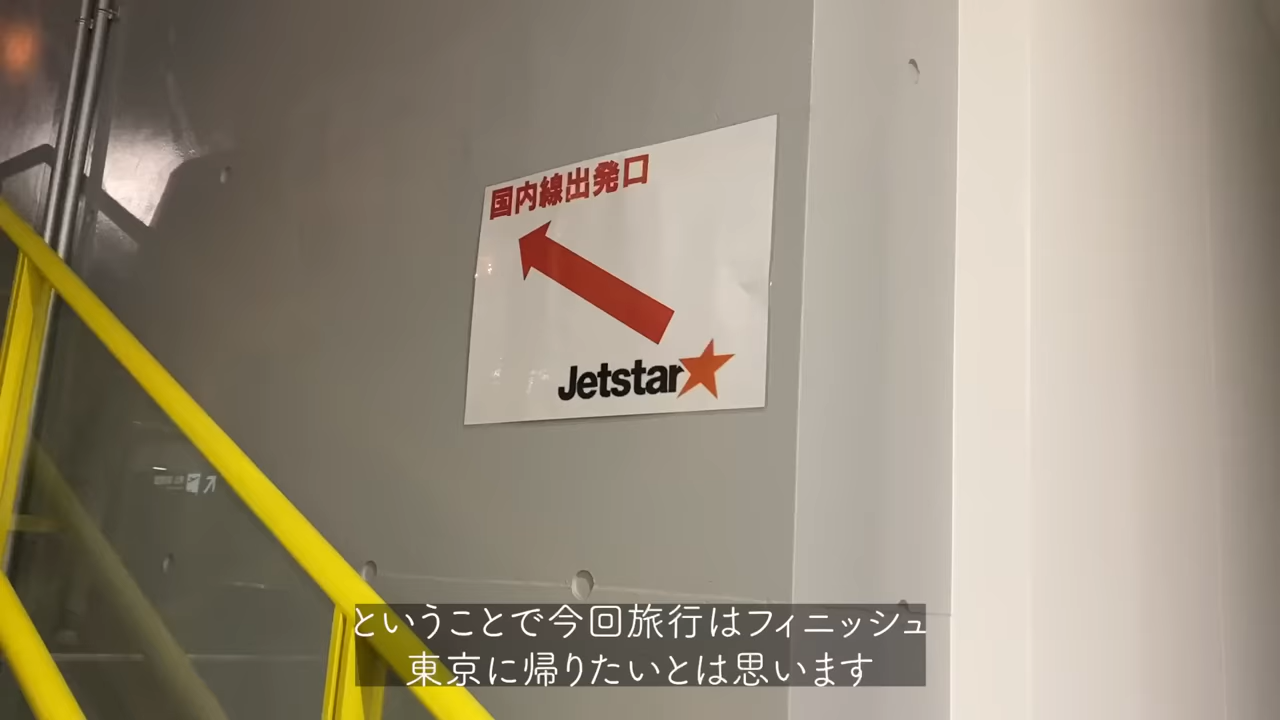 国内線出発口
Jetstar
ということで今回旅行はフィニッシュ
東京に帰りたいとは思います